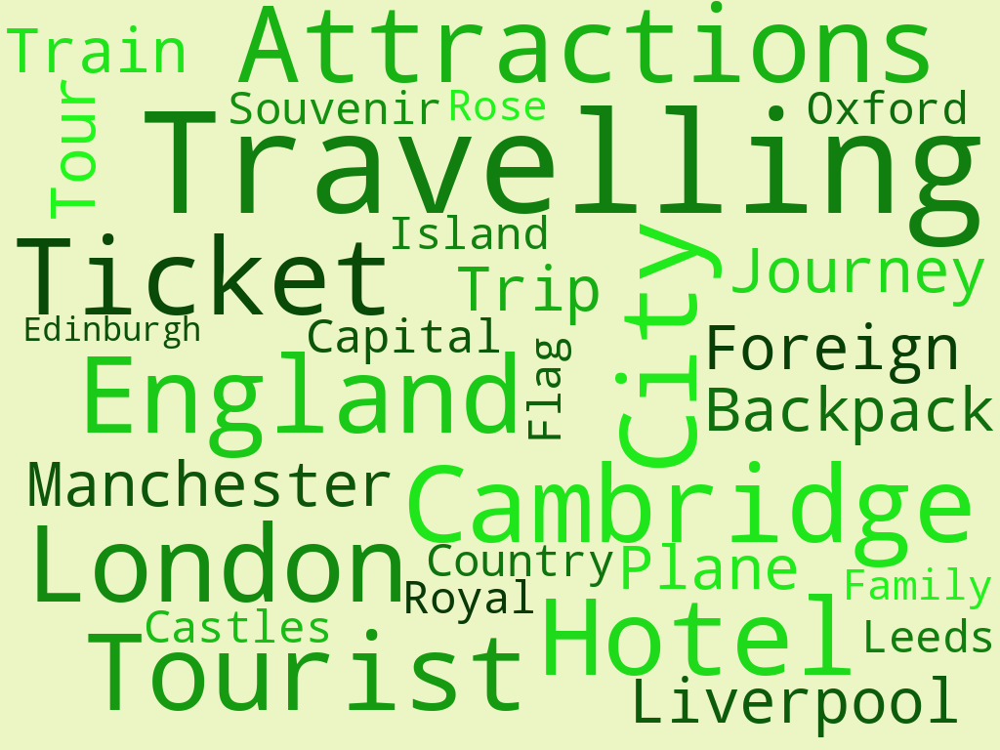 Train
Attractions
Tour
Souvenir
Rose
Oxford
Travelling
Ticket
Island
Trip
City
Journey
Edinburgh
Capital
Foreign
England
Flag
Backpack
Manchester
Cambridge
London
Country
Plane
Royal
Family
Castles
Hotel
Leeds
Tourist
Liverpool